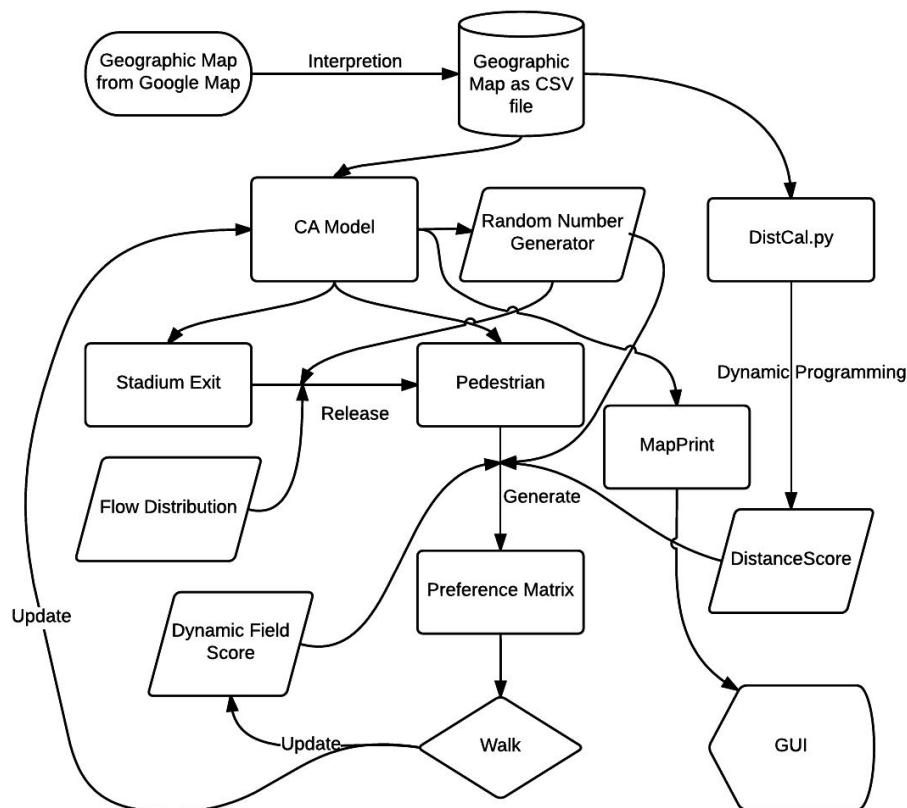 Geographic Map
from Google Map
Interpretion
Geographic
Map as CSV
file
CA Model
Random Number
Generator
DistCal.py
Stadium Exit
Release
Pedestrian
Dynamic Programming
MapPrint
Flow Distribution
Generate
DistanceScore
Preference Matrix
Update
Dynamic Field
Score
Update
Walk
GUI